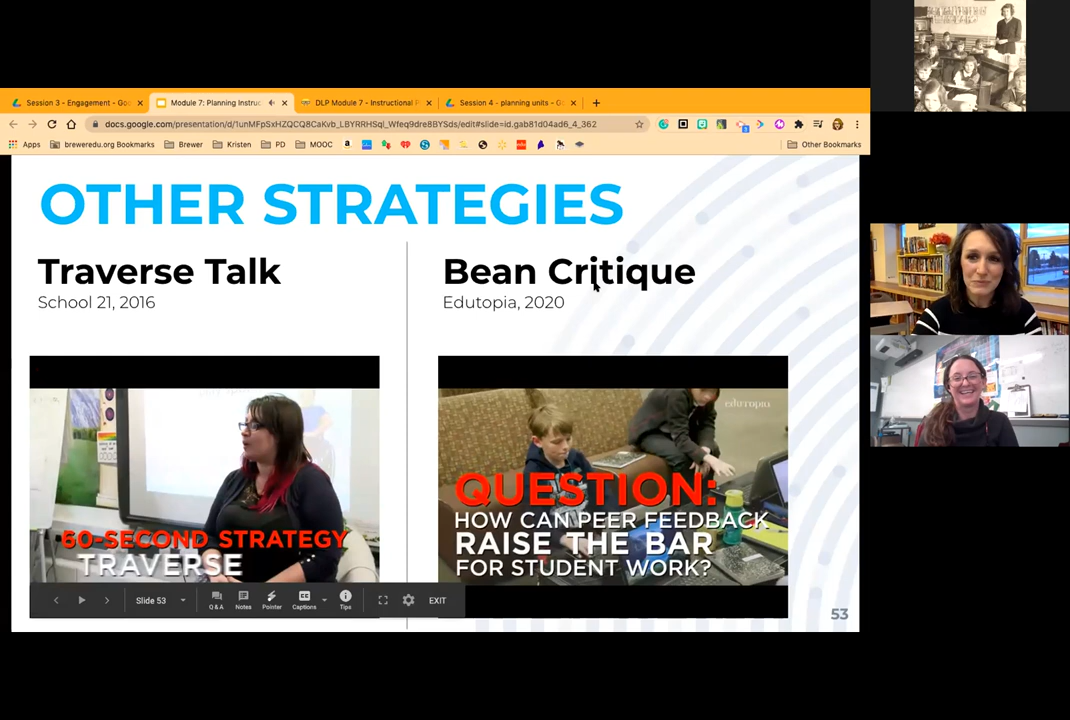 Session 3 - Engagement - Goo
Module 7: Planning Instruc
DLP Module 7 - Instructional P
Session 4 - planning units - Go
docs.google.com/presentation/d/1unMFpSxHZQCQ8CaKvb_LBYRRHSql_Wfeq9dre8BYSds/edit#slide=id.gab81d04ad6_4_362
Apps
breweredu.org Bookmarks
Brewer
Kristen
PD
MOOC
Other Bookmarks
OTHER STRATEGIES
Traverse Talk
School 21, 2016
60-SECOND STRATEGY
TRAVERSE
Bean Critique
Edutopia, 2020
edutopia
QUESTION:
HOW CAN PEER FEEDBACK
RAISE THE BAR
FOR STUDENT WORK?
Slide 53
Q & A
Notes
Pointer
Captions
Tips
EXIT
53